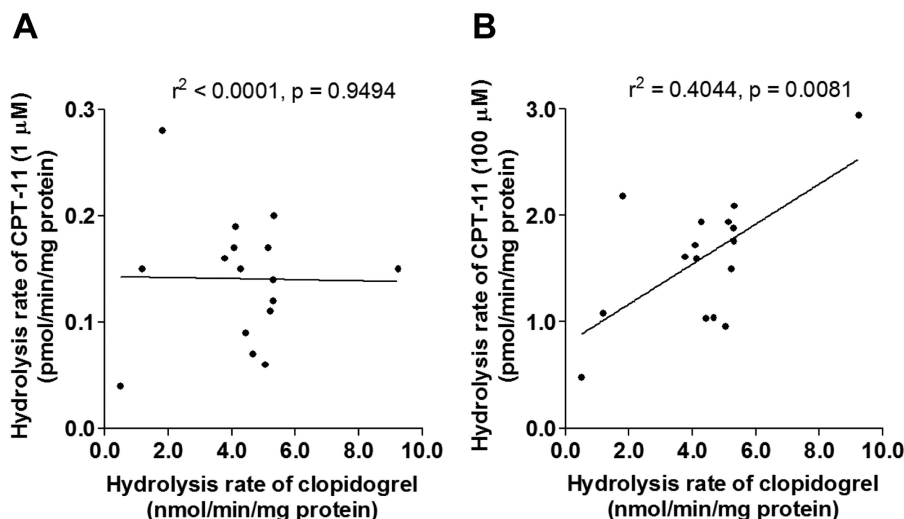 A
r² < 0.0001, p = 0.9494
Hydrolysis rate of CPT-11 (1 μM)
(pmol/min/mg protein)
0.3
0.2
0.1
0.0
0.0 2.0 4.0 6.0 8.0 10.0
Hydrolysis rate of clopidogrel
(nmol/min/mg protein)
B
r² = 0.4044, p = 0.0081
Hydrolysis rate of CPT-11 (100 μM)
(pmol/min/mg protein)
3.0
2.0
1.0
0.0
0.0 2.0 4.0 6.0 8.0 10.0
Hydrolysis rate of clopidogrel
(nmol/min/mg protein)